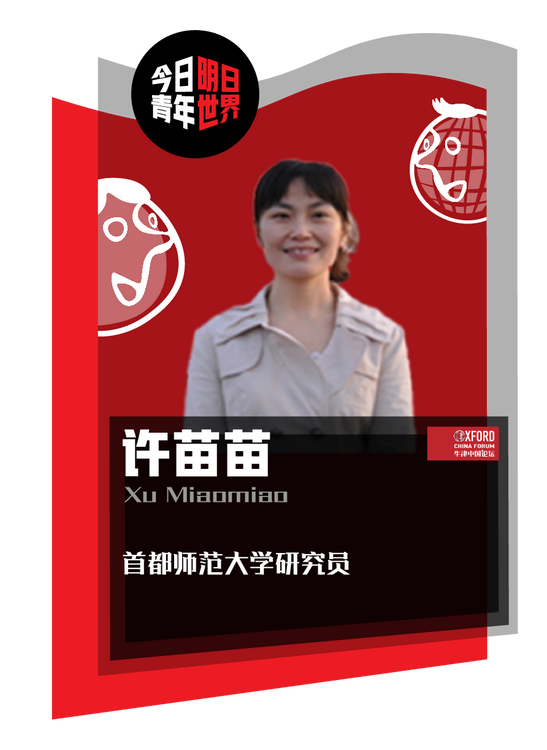 今日明日
青年世界
许苗苗
Xu Miaomiao
OXFORD
CHINA FORUM
牛津中国论坛
首都师范大学研究员